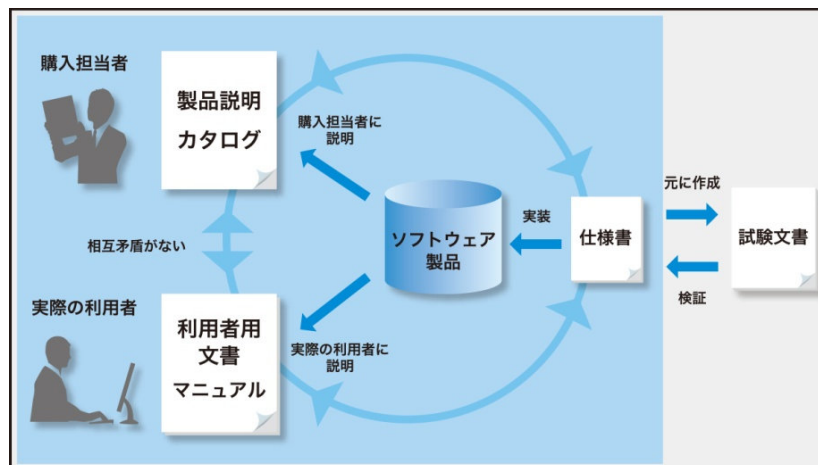 購入担当者
製品説明
カタログ
購入担当者に
説明
相互矛盾がない
実際の利用者
利用者用
文書
マニュアル
実際の利用者に
説明
ソフトウェア
製品
実装
仕様書
元に作成
検証
試験文書